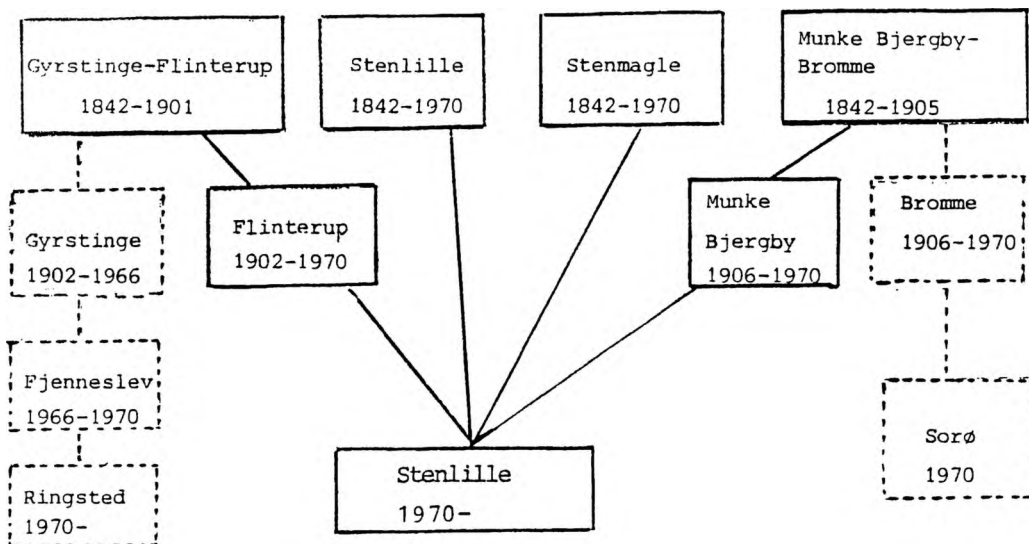 Gyrstinge-Flinterup
1842-1901
Stenlille
1842-1970
Stenmagle
1842-1970
Munke Bjergby-
Bromme
1842-1905
Gyrstinge
1902-1966
Flinterup
1902-1970
Munke
Bjergby
1906-1970
Bromme
1906-1970
Fjenneslev
1966-1970
Ringsted
1970-
Stenlille
1970-
Sorø
1970